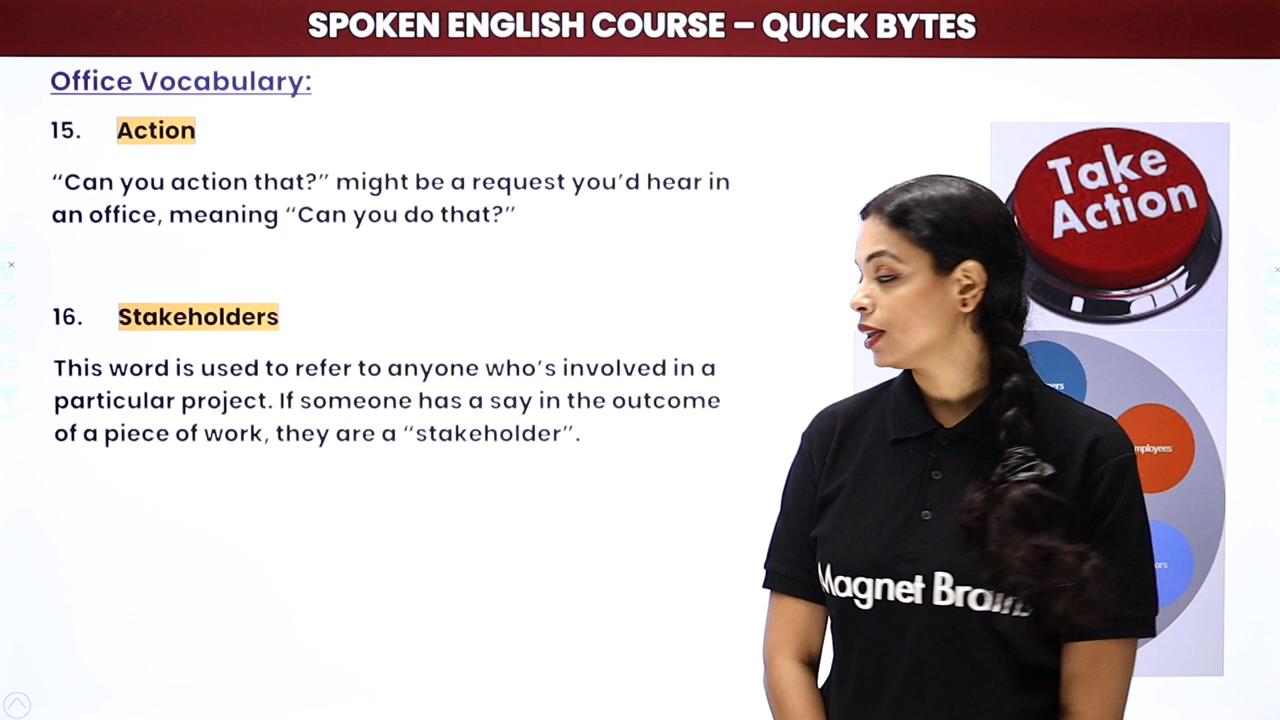 SPOKEN ENGLISH COURSE – QUICK BYTES
Office Vocabulary:
15. Action
“Can you action that?” might be a request you’d hear in
an office, meaning “Can you do that?”
16. Stakeholders
This word is used to refer to anyone who’s involved in a
particular project. If someone has a say in the outcome
of a piece of work, they are a “stakeholder”.
Take
Action
Magnet